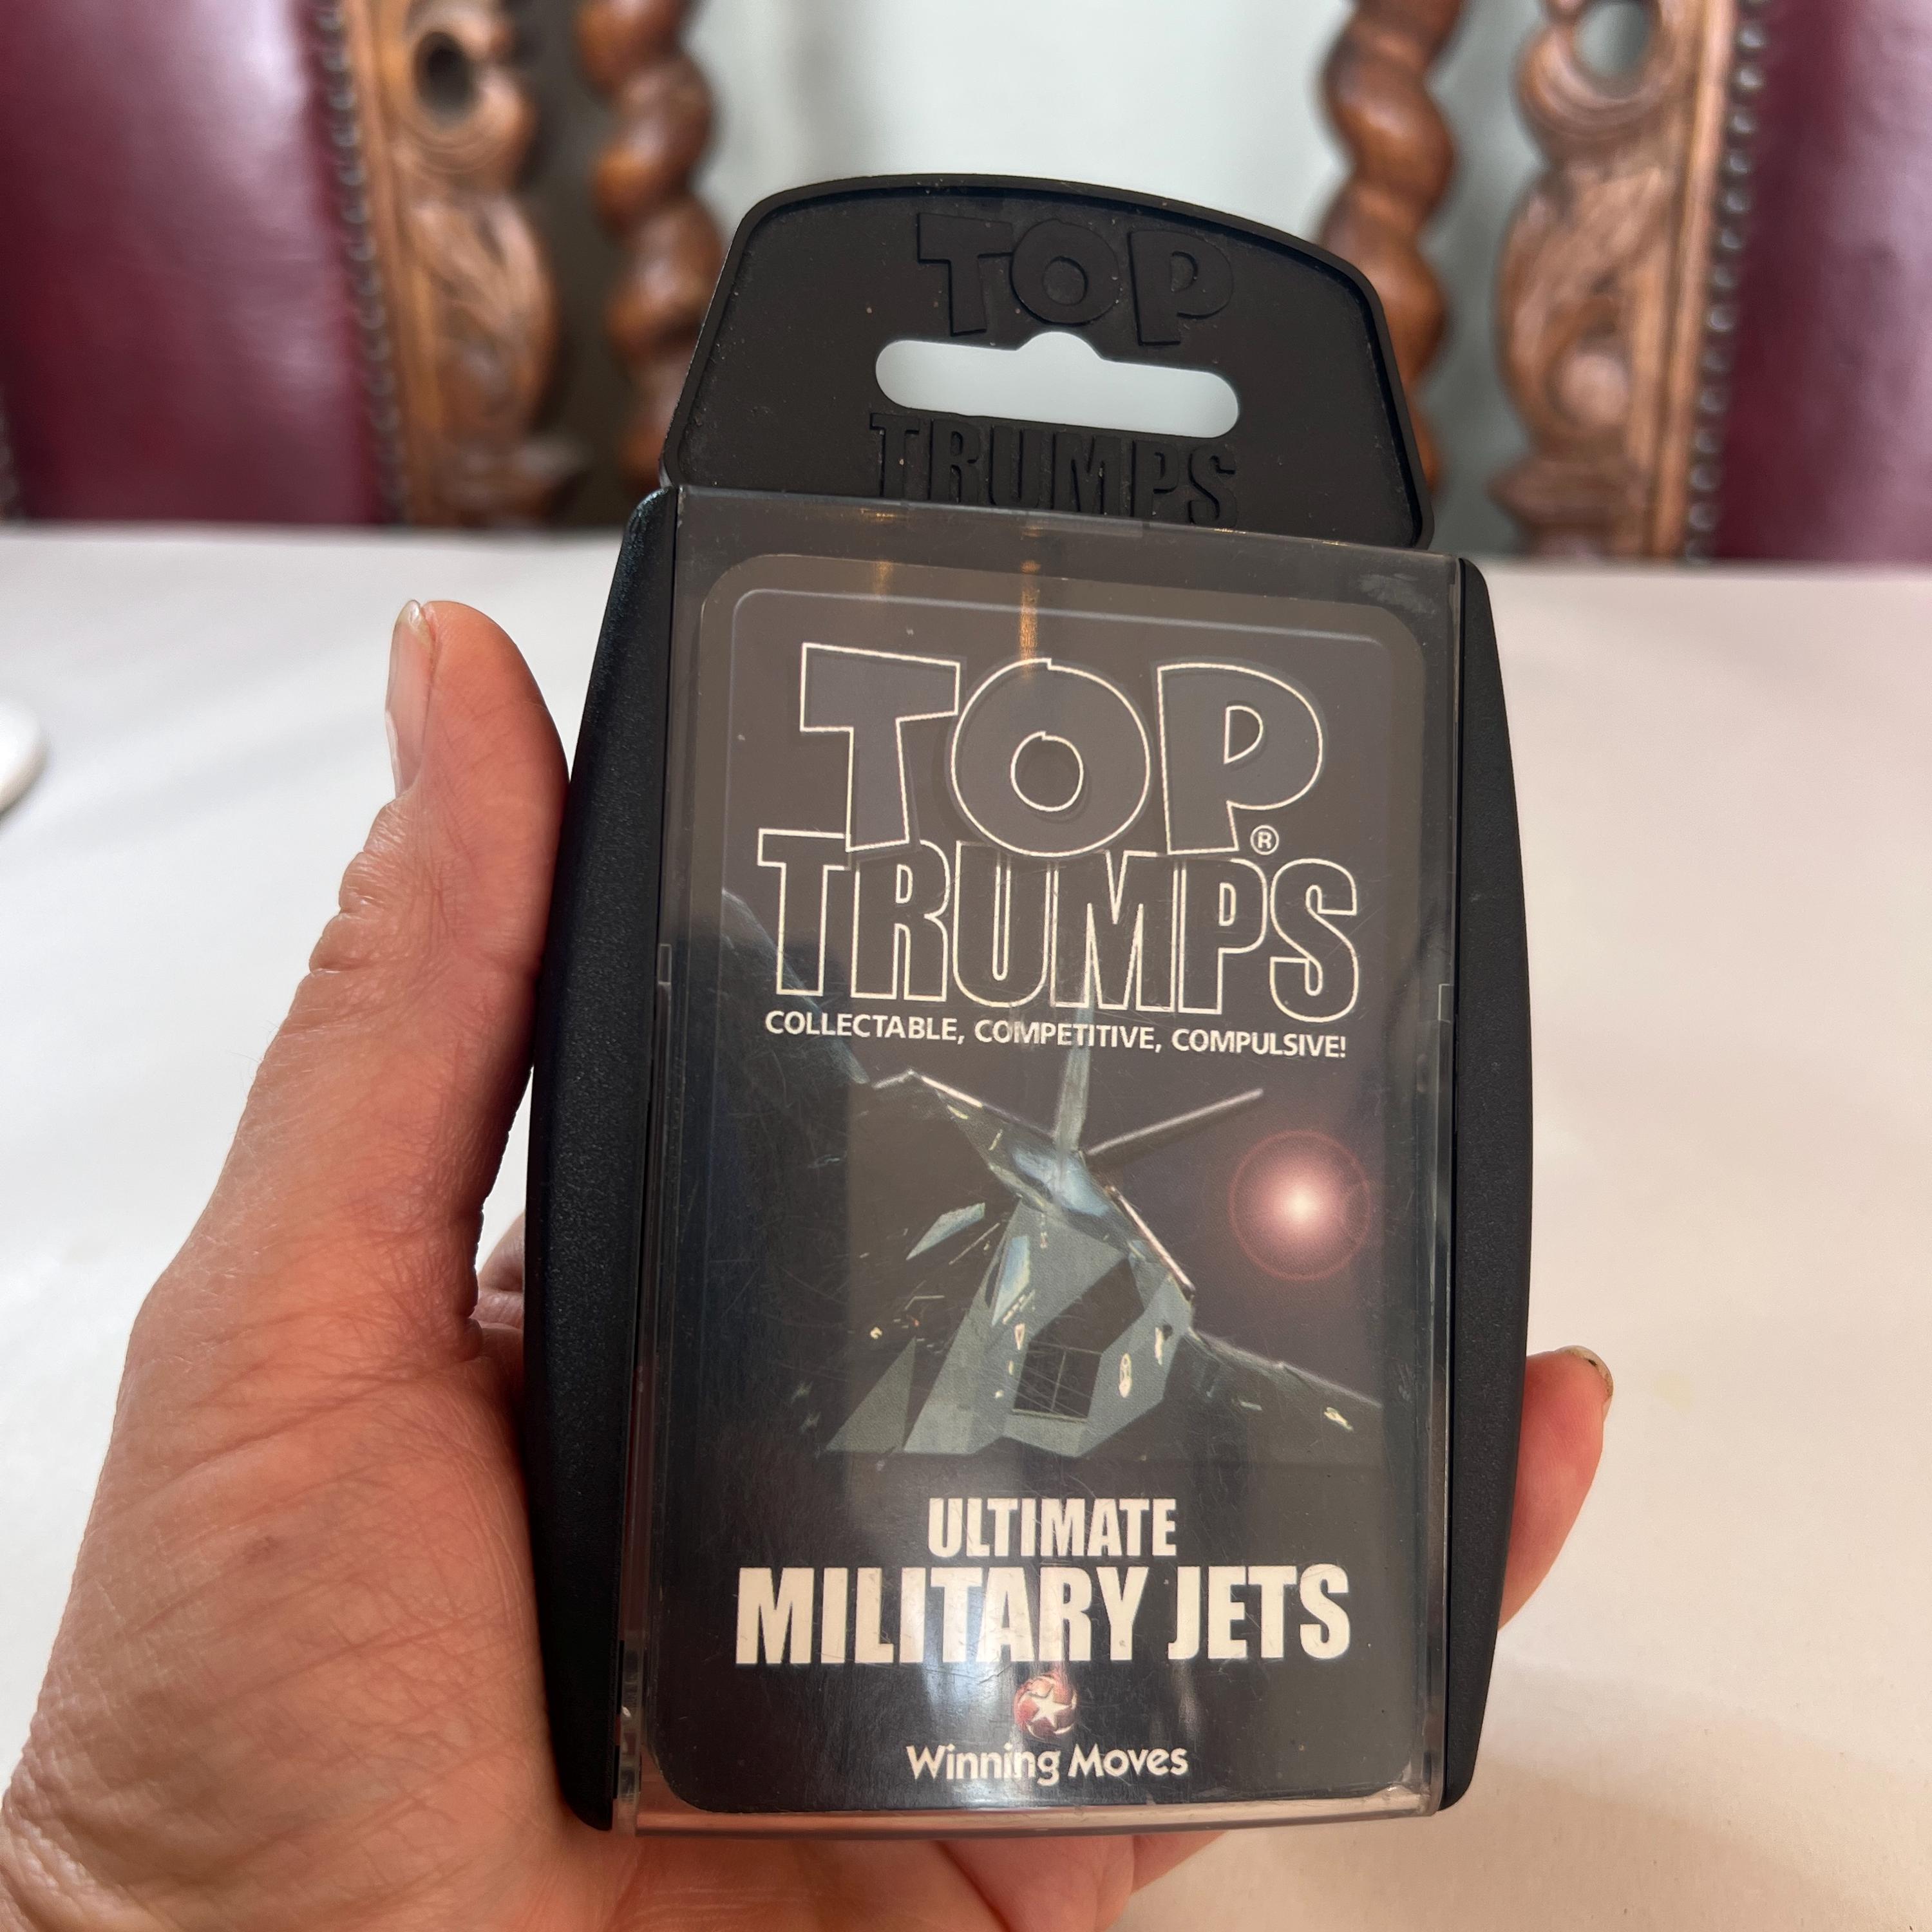 TOP
TRUMPS
TOP
®
TRUMPS
COLLECTABLE, COMPETITIVE, COMPULSIVE!
ULTIMATE
MILITARY JETS
Winning Moves